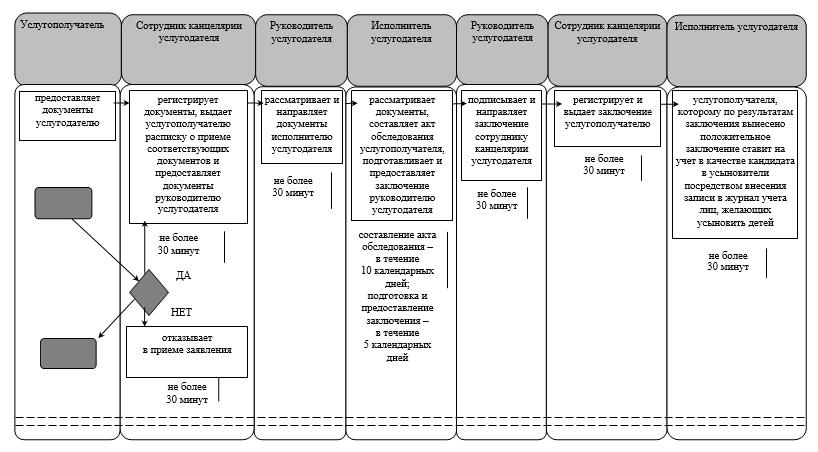 Услугополучатель
Сотрудник канцелярии
услугодателя
Руководитель
услугодателя
Исполнитель
услугодателя
Руководитель
услугодателя
Сотрудник канцелярии
услугодателя
Исполнитель услугодателя
предоставляет
документы
услугодателю
регистрирует
документы, выдает
услугополучателю
расписку о приеме
соответствующих
документов и
предоставляет
документы
руководителю
услугодателя
не более
30 минут
ДА
НЕТ
отказывает
в приеме заявления
не более
30 минут
рассматривает и
направляет
документы
исполнителю
услугодателя
не более
30 минут
рассматривает
документы,
составляет акт
обследования
услугополучателя,
подготавливает и
предоставляет
заключение
руководителю
услугодателя
составление акта
обследования –
в течение
10 календарных
дней;
подготовка и
предоставление
заключения –
в течение
5 календарных
дней
подписывает и
направляет
заключение
сотруднику
канцелярии
услугодателя
не более
30 минут
регистрирует и
выдает заключение
услугополучателю
не более
30 минут
услугополучателя,
которому по результатам
заключения вынесено
положительное
заключение ставит на
учет в качестве кандидата
в усыновители
посредством внесения
записи в журнал учета
лиц, желающих
усыновить детей
не более
30 минут